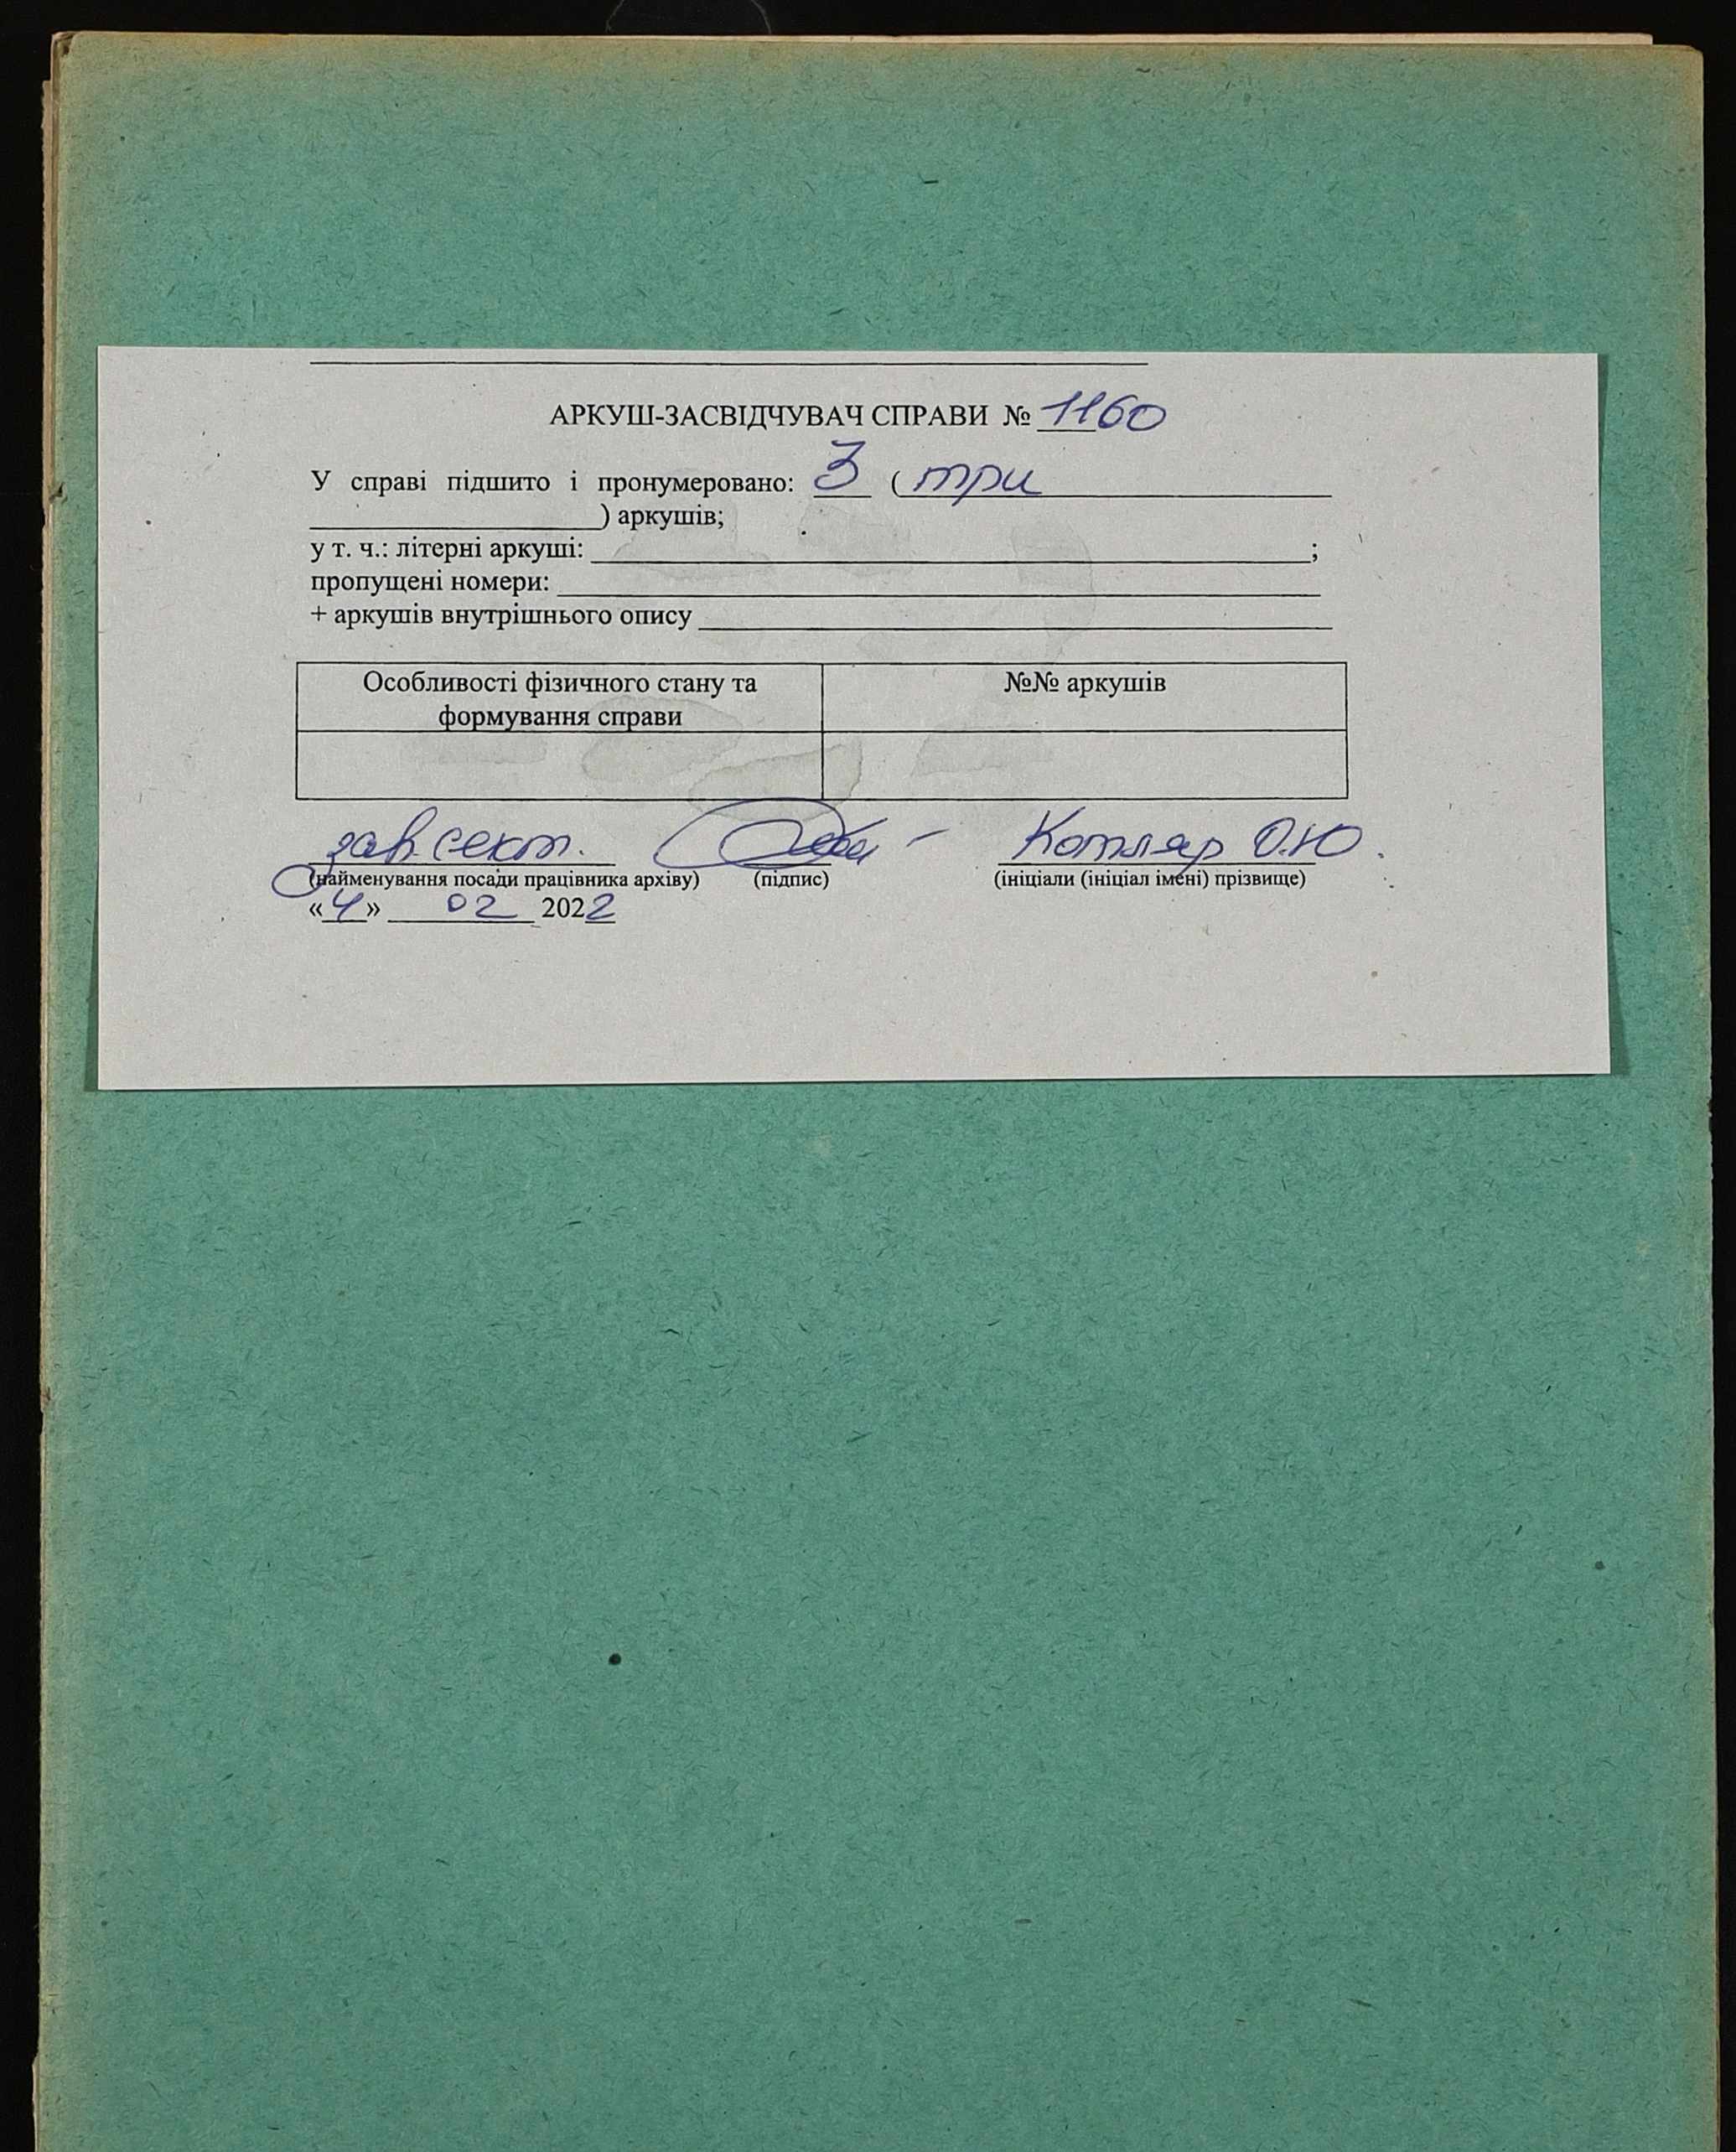 АРКУШ-ЗАСВІДЧУВАЧ СПРАВИ № 1160
У справі підшито і пронумеровано: 3 ( три
) аркушів;
у т. ч.: літерні аркуші: ;
пропущені номери:
+ аркушів внутрішнього опису
Особливості фізичного стану та формування справи
№№ аркушів
зав. сект. Котляр О.Ю.
(найменування посади працівника архіву) (підпис) (ініціали (ініціал імені) прізвище)
«4» 02 2022